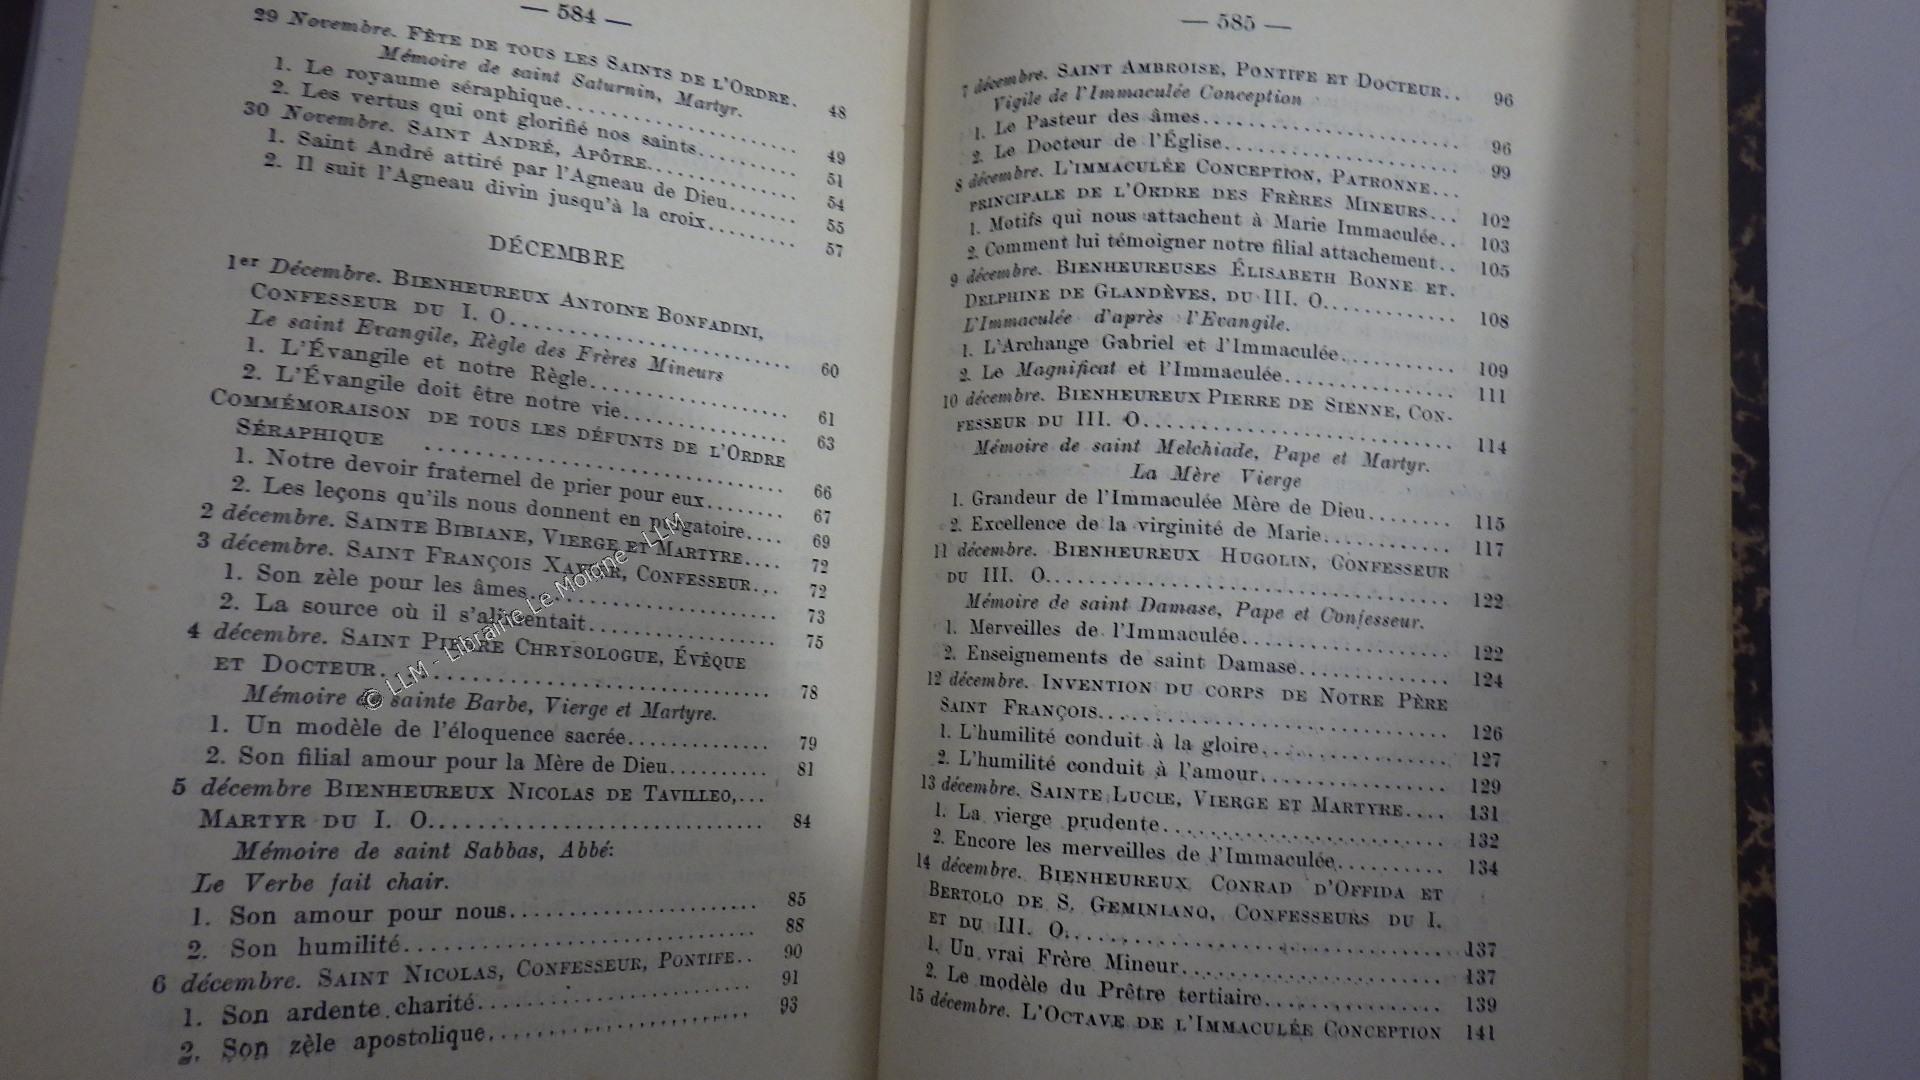 — 584 —
29 Novembre. FÊTE DE TOUS LES SAINTS DE L'ORDRE. 48
Mémoire de saint Saturnin, Martyr.
1. Le royaume séraphique.................... 49
2. Les vertus qui ont glorifié nos saints......... 51
30 Novembre. SAINT ANDRÉ, APÔTRE.............. 54
1. Saint André attiré par l'Agneau de Dieu....... 55
2. Il suit l'Agneau divin jusqu'à la croix......... 57
DÉCEMBRE
1er Décembre. BIENHEUREUX ANTOINE BONFADINI,
CONFESSEUR DU I. O........................... 60
Le saint Evangile, Règle des Frères Mineurs
1. L'Évangile et notre Règle................. 61
2. L'Évangile doit être notre vie.............. 63
COMMÉMORAISON DE TOUS LES DÉFUNTS DE L'ORDRE
SÉRAPHIQUE ............................ 66
1. Notre devoir fraternel de prier pour eux........ 67
2. Les leçons qu'ils nous donnent en purgatoire.... 69
2 décembre. SAINTE BIBIANE, VIERGE ET MARTYRE.... 72
3 décembre. SAINT FRANÇOIS XAVIER, CONFESSEUR... 72
1. Son zèle pour les âmes................... 73
2. La source où il s'alimentait.................. 75
4 décembre. SAINT PIERRE CHRYSOLOGUE, ÉVÊQUE
ET DOCTEUR............................. 78
Mémoire de sainte Barbe, Vierge et Martyre.
1. Un modèle de l'éloquence sacrée.............. 79
2. Son filial amour pour la Mère de Dieu.......... 81
5 décembre BIENHEUREUX NICOLAS DE TAVILLEO,...
MARTYR DU I. O............................. 84
Mémoire de saint Sabbas, Abbé:
Le Verbe fait chair. 85
1. Son amour pour nous..................... 88
2. Son humilité............................. 90
6 décembre. SAINT NICOLAS, CONFESSEUR, PONTIFE.. 91
1. Son ardente charité....................... 93
2. Son zèle apostolique......................
© LLM - Librairie Le Moigne - LLM
— 585 —
7 décembre. SAINT AMBROISE, PONTIFE ET DOCTEUR.. 96
Vigile de l'Immaculée Conception
1. Le Pasteur des âmes...................... 96
2. Le Docteur de l'Église.................... 99
8 décembre. L'IMMACULÉE CONCEPTION, PATRONNE...
PRINCIPALE DE L'ORDRE DES FRÈRES MINEURS... 102
1. Motifs qui nous attachent à Marie Immaculée.. 103
2. Comment lui témoigner notre filial attachement.. 105
9 décembre. BIENHEUREUSES ÉLISABETH BONNE ET.
DELPHINE DE GLANDÈVES, DU III. O............ 108
L'Immaculée d'après l'Evangile.
1. L'Archange Gabriel et l'Immaculée.......... 109
2. Le Magnificat et l'Immaculée............... 111
10 décembre. BIENHEUREUX PIERRE DE SIENNE, CON-
FESSEUR DU III. O.......................... 114
Mémoire de saint Melchiade, Pape et Martyr.
La Mère Vierge
1. Grandeur de l'Immaculée Mère de Dieu........ 115
2. Excellence de la virginité de Marie............ 117
11 décembre. BIENHEUREUX HUGOLIN, CONFESSEUR
DU III. O.................................. 122
Mémoire de saint Damase, Pape et Confesseur.
1. Merveilles de l'Immaculée................... 122
2. Enseignements de saint Damase.............. 124
12 décembre. INVENTION DU CORPS DE NOTRE PÈRE
SAINT FRANÇOIS............................ 126
1. L'humilité conduit à la gloire................ 127
2. L'humilité conduit à l'amour................ 129
13 décembre. SAINTE LUCIE, VIERGE ET MARTYRE.... 131
1. La vierge prudente........................ 132
2. Encore les merveilles de l'Immaculée.......... 134
14 décembre. BIENHEUREUX CONRAD D'OFFIDA ET
BERTOLO DE S. GEMINIANO, CONFESSEURS DU I.
ET DU III. O............................... 137
1. Un vrai Frère Mineur...................... 137
2. Le modèle du Prêtre tertiaire................ 139
15 décembre. L'OCTAVE DE L'IMMACULÉE CONCEPTION 141